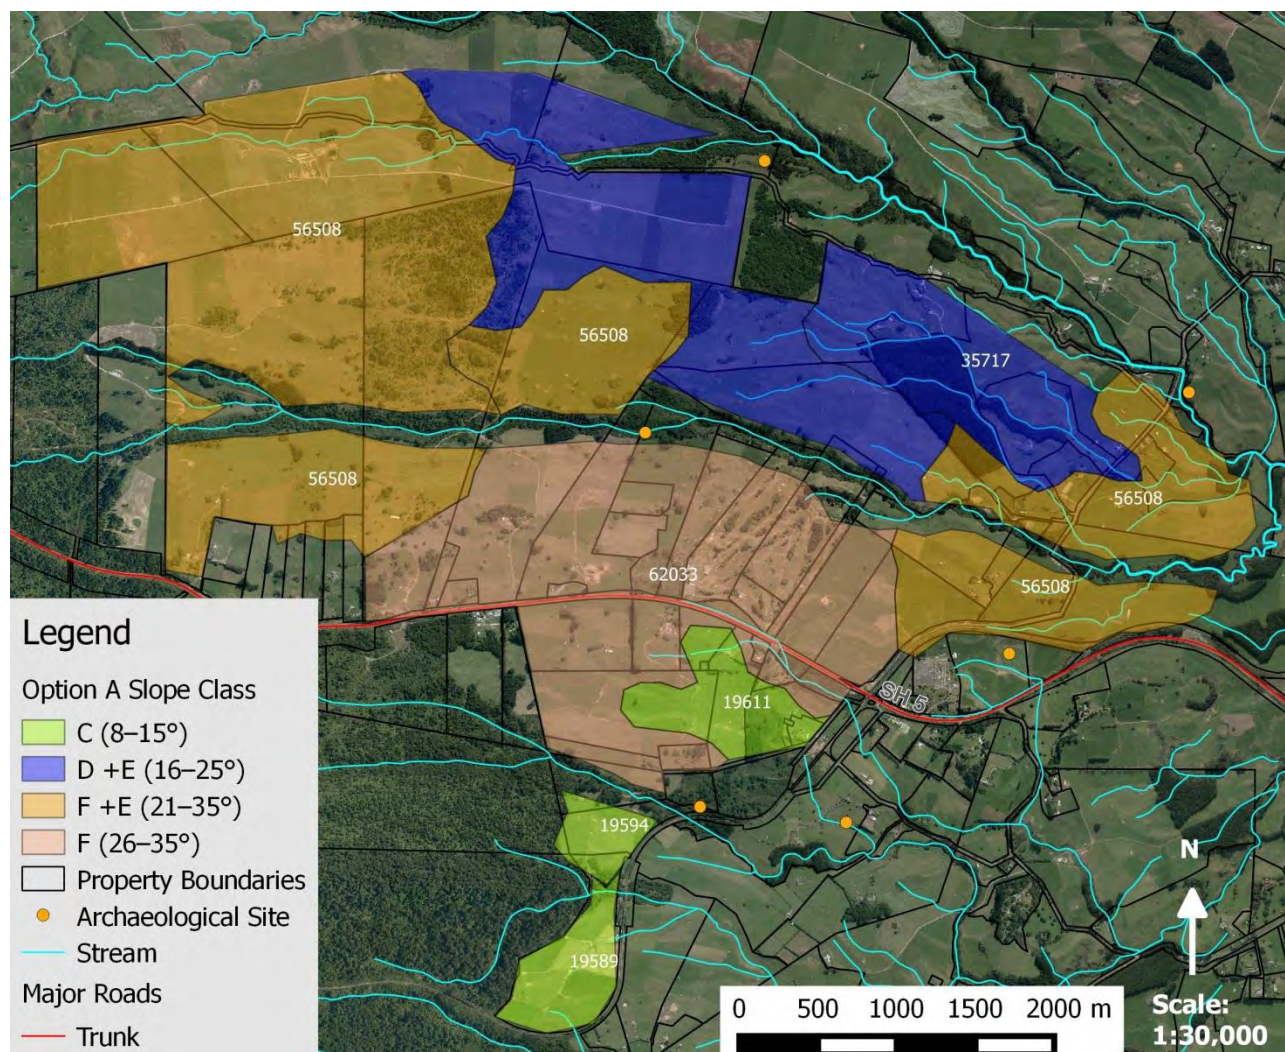 56508
56508
35717
56508
56508
62033
56508
19611
SH 5
19594
19589
Legend
Option A Slope Class
C (8–15°)
D +E (16–25°)
F +E (21–35°)
F (26–35°)
Property Boundaries
Archaeological Site
Stream
Major Roads
Trunk
N
0 500 1000 1500 2000 m
Scale:
1:30,000